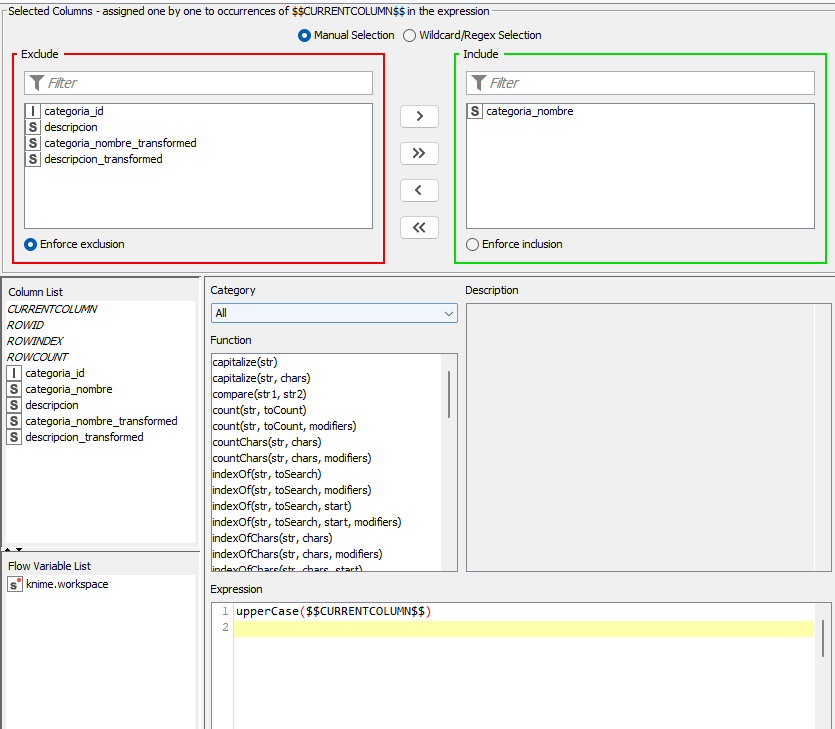 Selected Columns - assigned one by one to occurrences of $$CURRENTCOLUMN$$ in the expression
Manual Selection
Wildcard/Regex Selection
Exclude
Filter
I categoria_id
S descripcion
S categoria_nombre_transformed
S descripcion_transformed
Enforce exclusion
>
>>
<
<<
Include
Filter
S categoria_nombre
Enforce inclusion
Column List
CURRENTCOLUMN
ROWID
ROWINDEX
ROWCOUNT
I categoria_id
S categoria_nombre
S descripcion
S categoria_nombre_transformed
S descripcion_transformed
Flow Variable List
s knime.workspace
Category
All
Function
capitalize(str)
capitalize(str, chars)
compare(str1, str2)
count(str, toCount)
count(str, toCount, modifiers)
countChars(str, chars)
countChars(str, chars, modifiers)
indexOf(str, toSearch)
indexOf(str, toSearch, modifiers)
indexOf(str, toSearch, start)
indexOf(str, toSearch, start, modifiers)
indexOfChars(str, chars)
indexOfChars(str, chars, modifiers)
indexOfChars(str, chars, start)
Description
Expression
1 upperCase($$CURRENTCOLUMN$$)
2